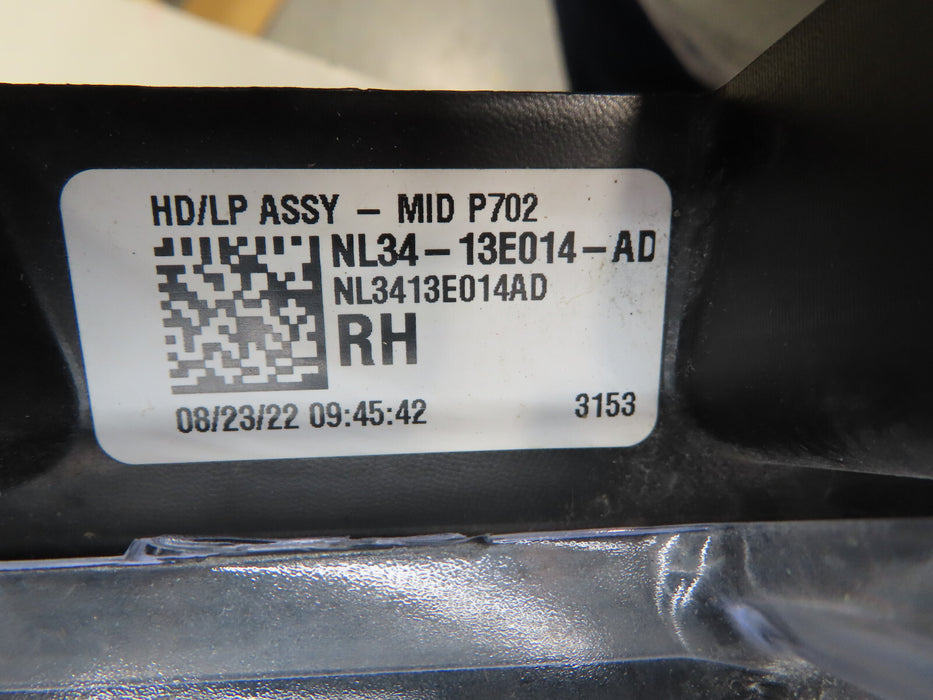 HD/LP ASSY - MID P702
NL34-13E014-AD
NL3413E014AD
RH
08/23/22 09:45:42
3153